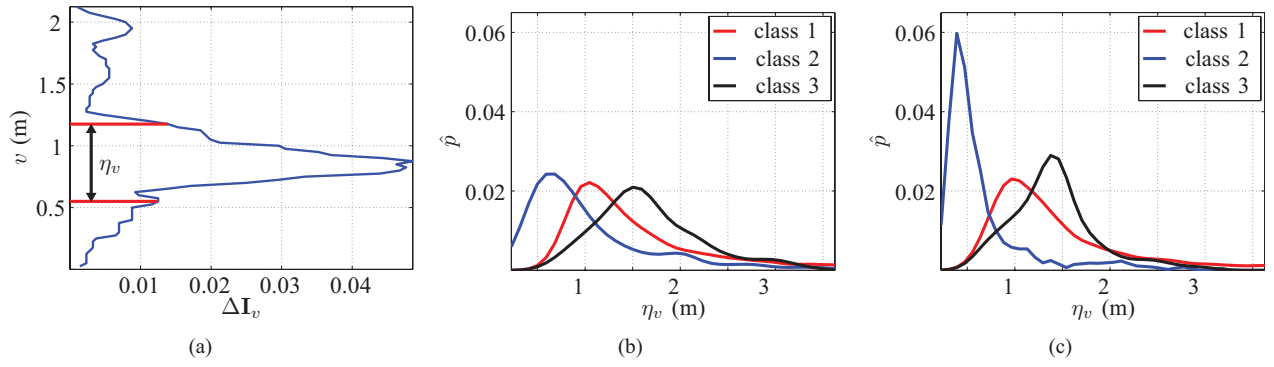 2
1.5
1
0.5
v (m)
η_v
0.01 0.02 0.03 0.04
ΔI_v
(a)
0.06
0.04
0.02
p̂
class 1
class 2
class 3
1 2 3
η_v (m)
(b)
0.06
0.04
0.02
p̂
class 1
class 2
class 3
1 2 3
η_v (m)
(c)